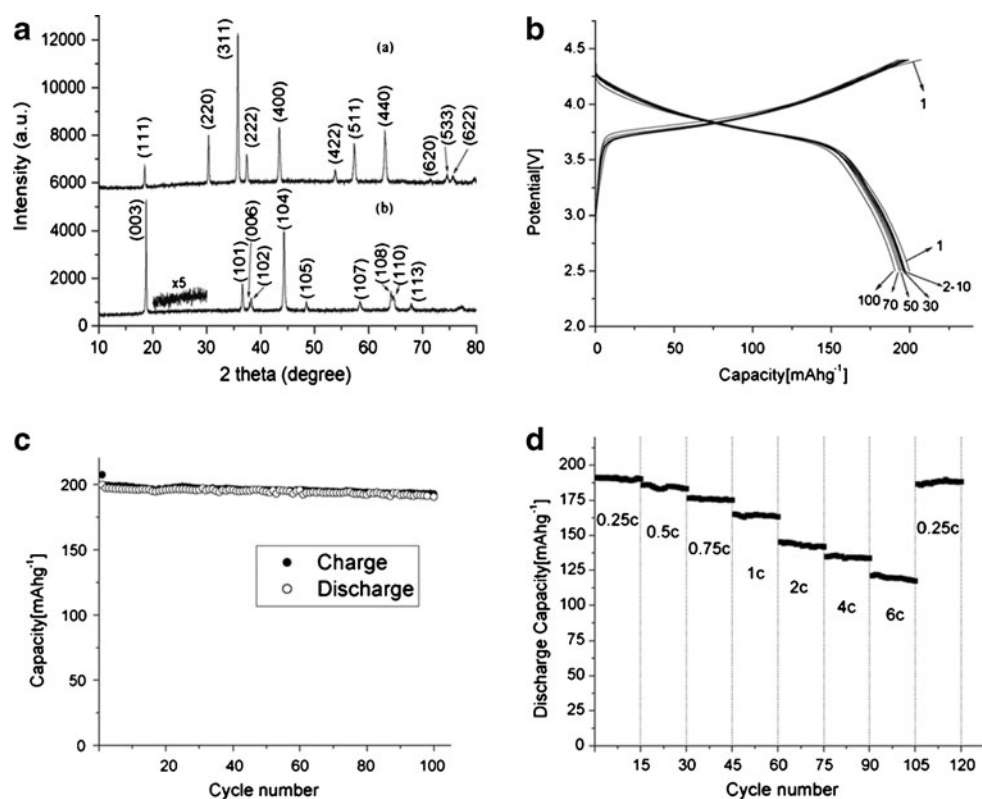 a
Intensity (a.u.)
12000
10000
8000
6000
4000
2000
0
(a)
(111)
(220)
(311)
(222)
(400)
(422)
(511)
(440)
(620)
(533)
(622)
(b)
(003)
x5
(101)
(006)
(102)
(104)
(105)
(107)
(108)
(110)
(113)
10 20 30 40 50 60 70 80
2 theta (degree)
b
Potential[V]
4.5
4.0
3.5
3.0
2.5
2.0
1
1
2-10
100 70 50 30
0 50 100 150 200
Capacity[mAhg⁻¹]
c
Capacity[mAhg⁻¹]
200
150
100
50
0
Charge
Discharge
0 20 40 60 80 100
Cycle number
d
Discharge Capacity[mAhg⁻¹]
200
175
150
125
100
75
50
25
0
0.25c
0.5c
0.75c
1c
2c
4c
6c
0.25c
0 15 30 45 60 75 90 105 120
Cycle number